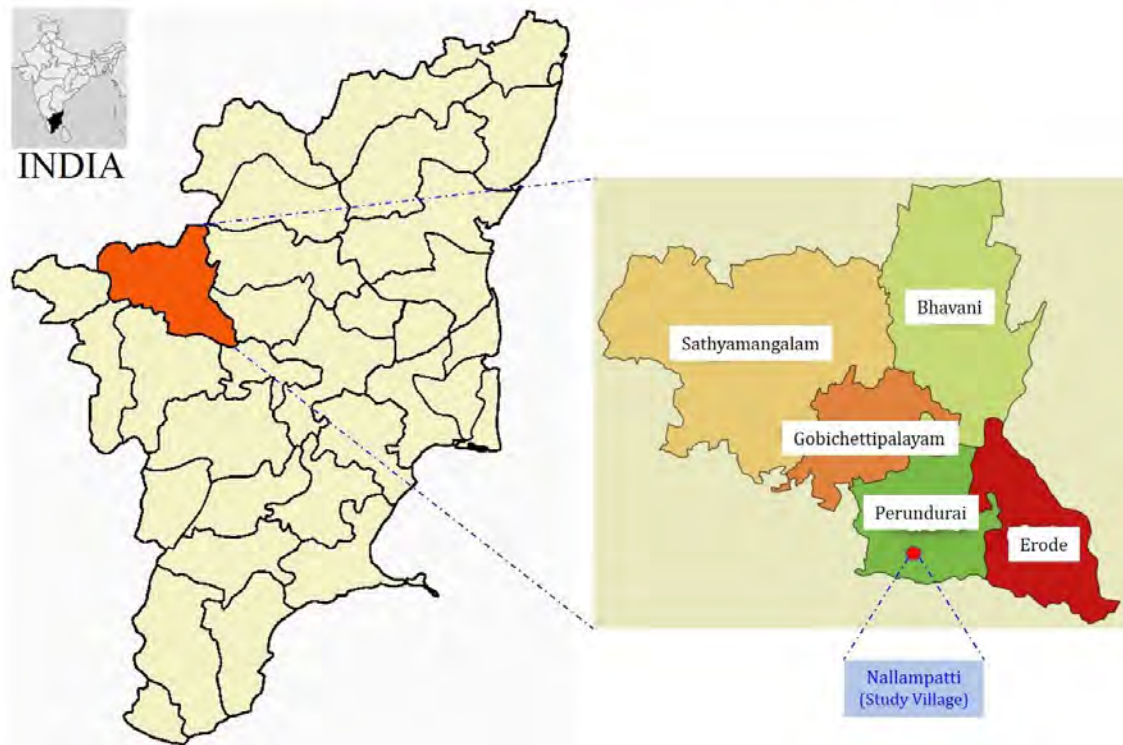 INDIA
Bhavani
Sathyamangalam
Gobichettipalayam
Perundurai
Erode
Nallampatti
(Study Village)